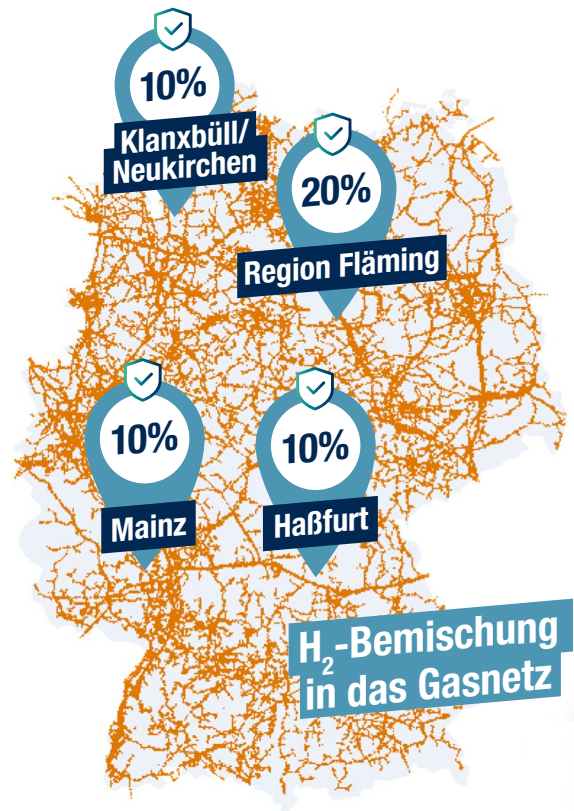 10%
Klanxbüll/
Neukirchen
20%
Region Fläming
10%
Mainz
10%
Haßfurt
H₂-Bemischung
in das Gasnetz